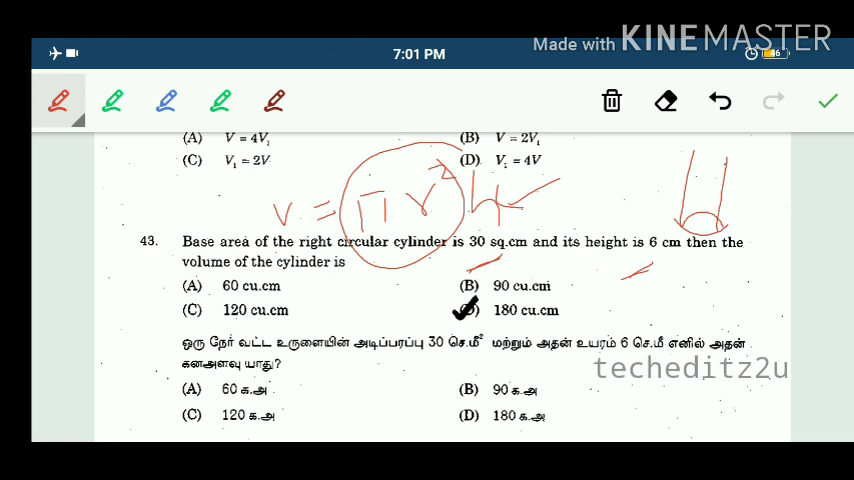 Made with KINEMASTER
7:01 PM
46
(A) V = 4V₁ (B) V = 2V₁
(C) V₁ = 2V (D) V₁ = 4V
v = πr² h
43. Base area of the right circular cylinder is 30 sq.cm and its height is 6 cm then the
volume of the cylinder is
(A) 60 cu.cm (B) 90 cu.cm
(C) 120 cu.cm (D) 180 cu.cm
ஒரு நேர் வட்ட உருளையின் அடிப்பரப்பு 30 செ.மீ² மற்றும் அதன் உயரம் 6 செ.மீ எனில் அதன்
கனஅளவு யாது?
techeditz2u
(A) 60 க.அ (B) 90 க.அ
(C) 120 க.அ (D) 180 க.அ